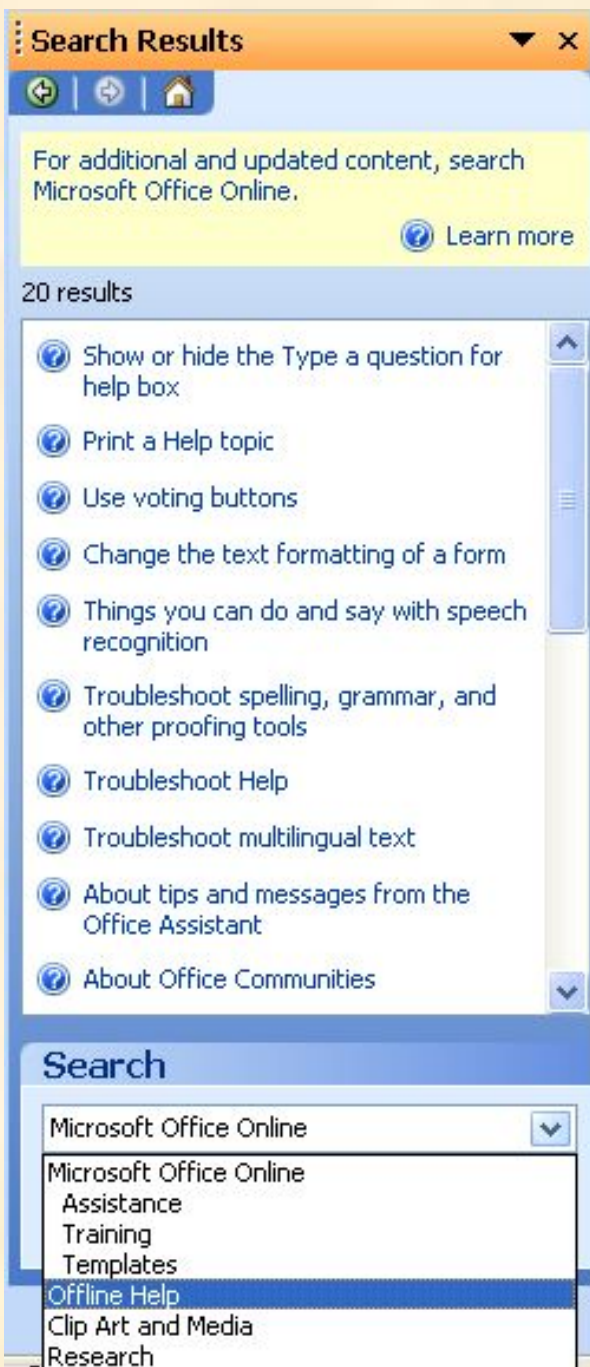 Search Results
For additional and updated content, search
Microsoft Office Online.
Learn more
20 results
Show or hide the Type a question for
help box
Print a Help topic
Use voting buttons
Change the text formatting of a form
Things you can do and say with speech
recognition
Troubleshoot spelling, grammar, and
other proofing tools
Troubleshoot Help
Troubleshoot multilingual text
About tips and messages from the
Office Assistant
About Office Communities
Search
Microsoft Office Online
Microsoft Office Online
Assistance
Training
Templates
Offline Help
Clip Art and Media
Research